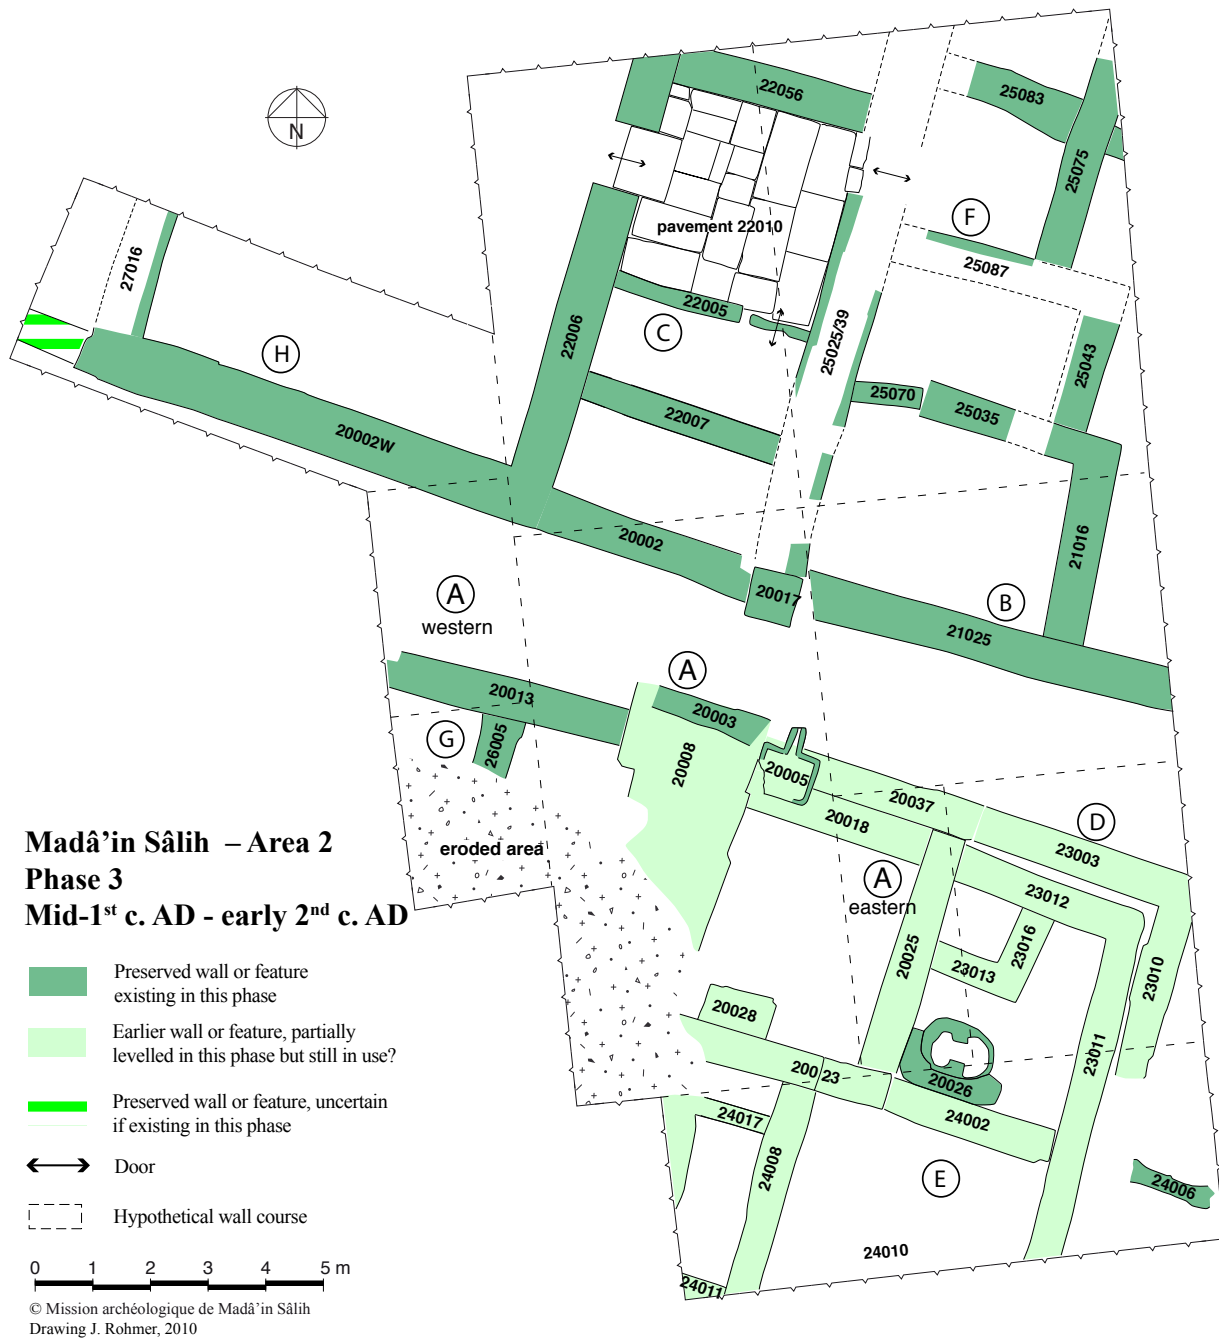 22056
25083
25075
N
F
pavement 22010
25087
27016
22005
C
22006
25025/39
H
25043
25070
25035
22007
20002W
20002
21016
20017
A
western
B
21025
A
20013
20003
G
26005
20008
20005
20037
20018
D
23003
eroded area
A
eastern
23012
23016
20025
23013
23010
20028
23011
20023
20026
24017
24002
24008
E
24006
24010
24011
Madâ’in Sâlih – Area 2
Phase 3
Mid-1st c. AD - early 2nd c. AD
Preserved wall or feature
existing in this phase
Earlier wall or feature, partially
levelled in this phase but still in use?
Preserved wall or feature, uncertain
if existing in this phase
Door
Hypothetical wall course
0 1 2 3 4 5 m
© Mission archéologique de Madâ’in Sâlih
Drawing J. Rohmer, 2010